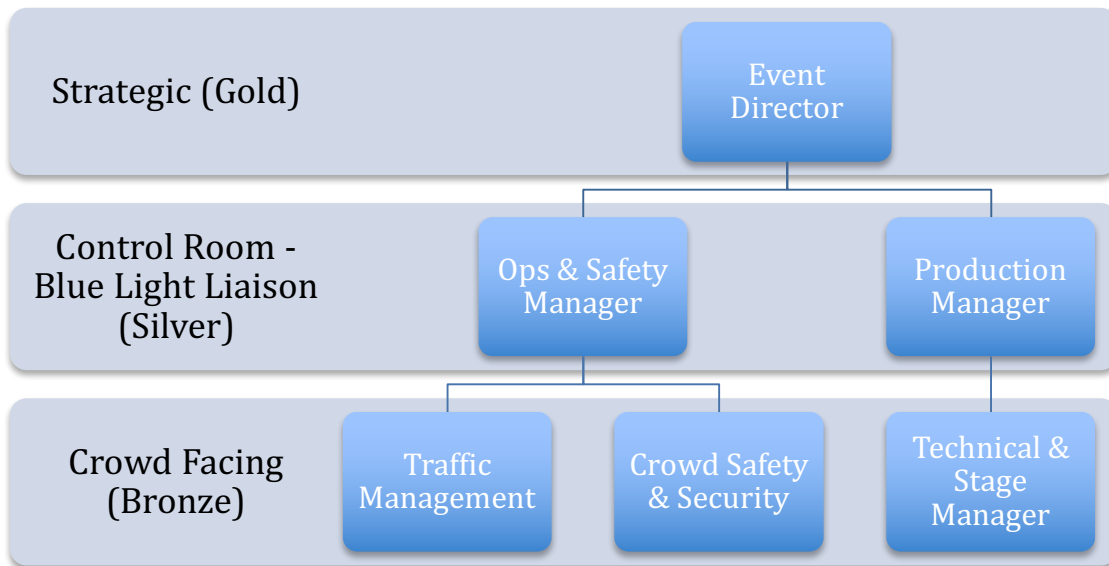 Strategic (Gold)
Event
Director
Control Room -
Blue Light Liaison
(Silver)
Ops & Safety
Manager
Production
Manager
Crowd Facing
(Bronze)
Traffic
Management
Crowd Safety
& Security
Technical &
Stage
Manager